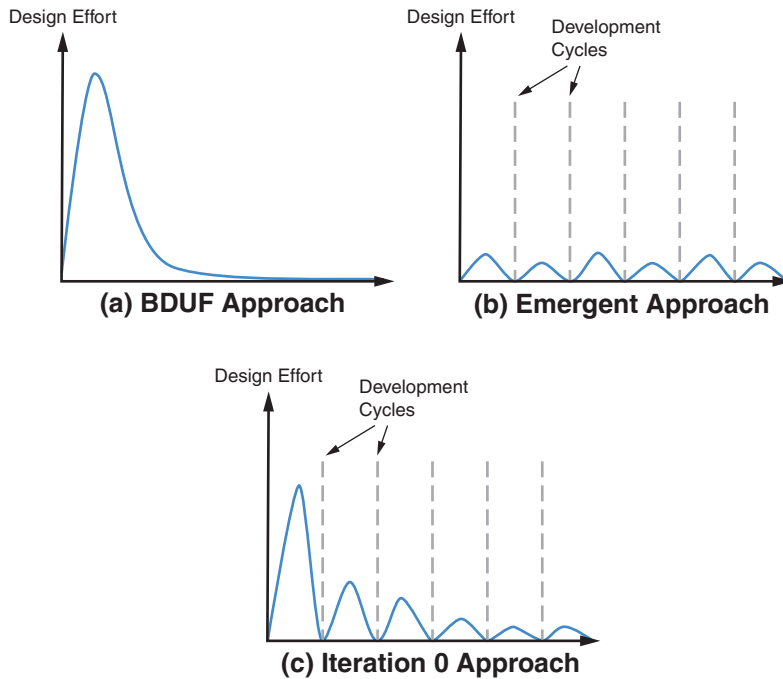 Design Effort
(a) BDUF Approach
Design Effort
Development
Cycles
(b) Emergent Approach
Design Effort
Development
Cycles
(c) Iteration 0 Approach